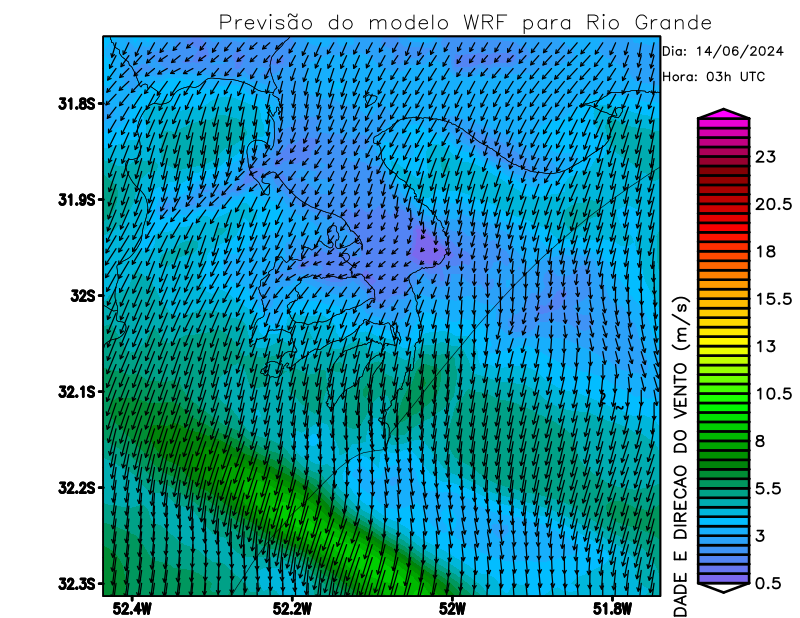 Previsão do modelo WRF para Rio Grande
Dia: 14/06/2024
Hora: 03h UTC
31.8S
31.9S
32S
32.1S
32.2S
32.3S
52.4W
52.2W
52W
51.8W
DADE E DIRECAO DO VENTO (m/s)
23
20.5
18
15.5
13
10.5
8
5.5
3
0.5